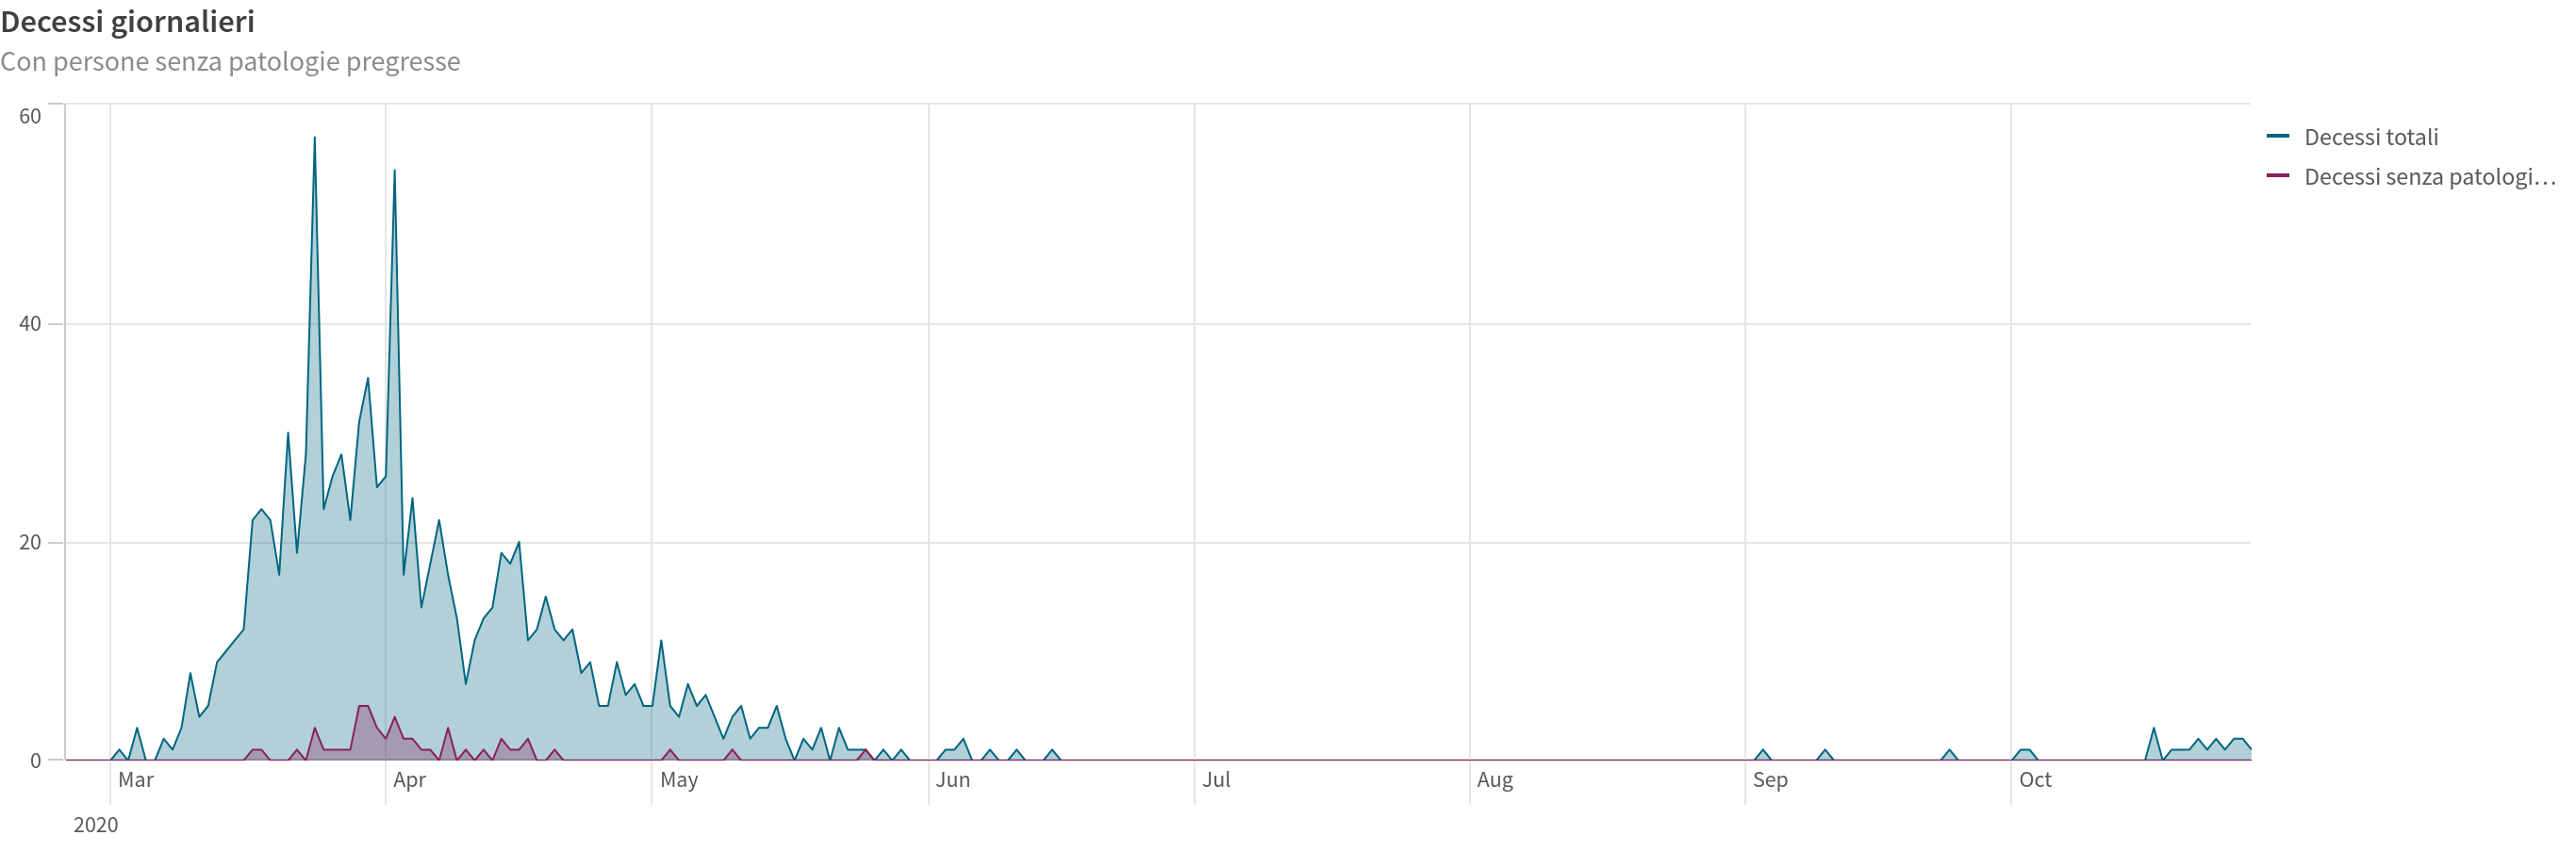 Decessi giornalieri
Con persone senza patologie pregresse
60
40
20
0
Decessi totali
Decessi senza patologi…
Mar
Apr
May
Jun
Jul
Aug
Sep
Oct
2020